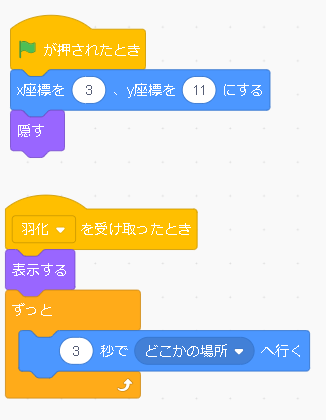 が押されたとき
x座標を 3 、y座標を 11 にする
隠す
羽化 を受け取ったとき
表示する
ずっと
3 秒で どこかの場所 へ行く